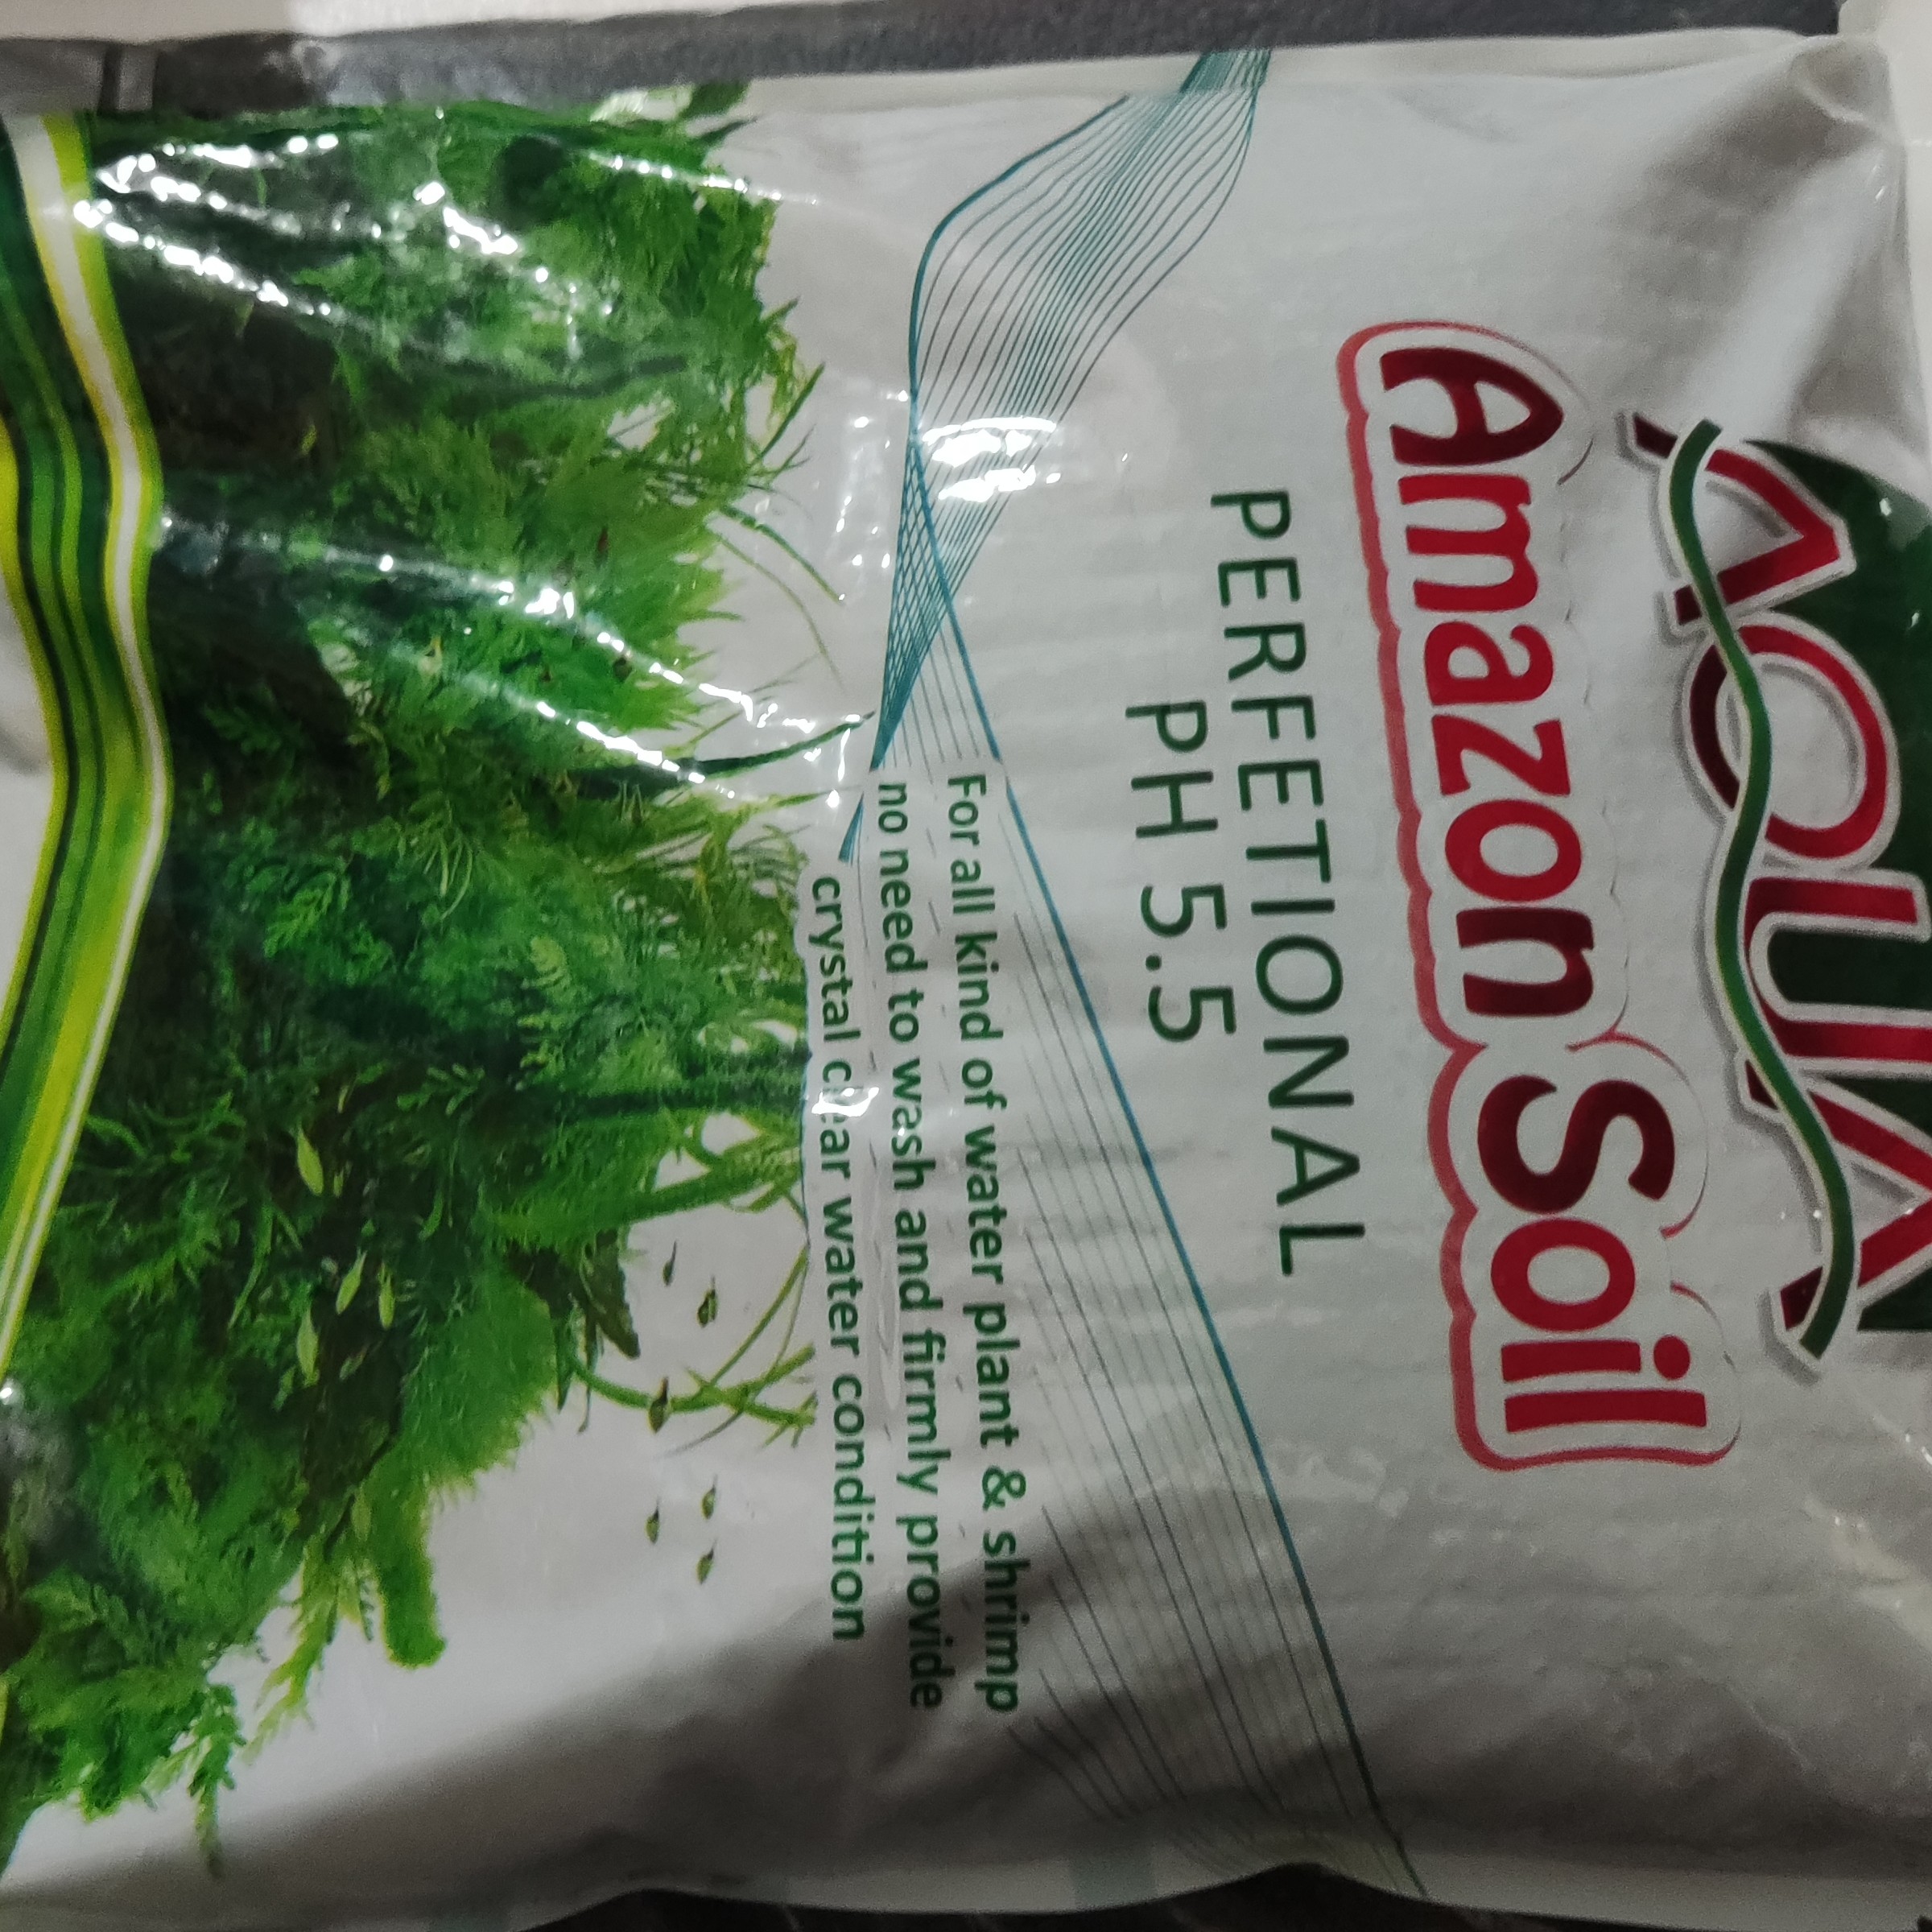 AQUA
Amazon Soil
PERFETIONAL
PH 5.5
For all kind of water plant & shrimp
no need to wash and firmly provide
crystal clear water condition